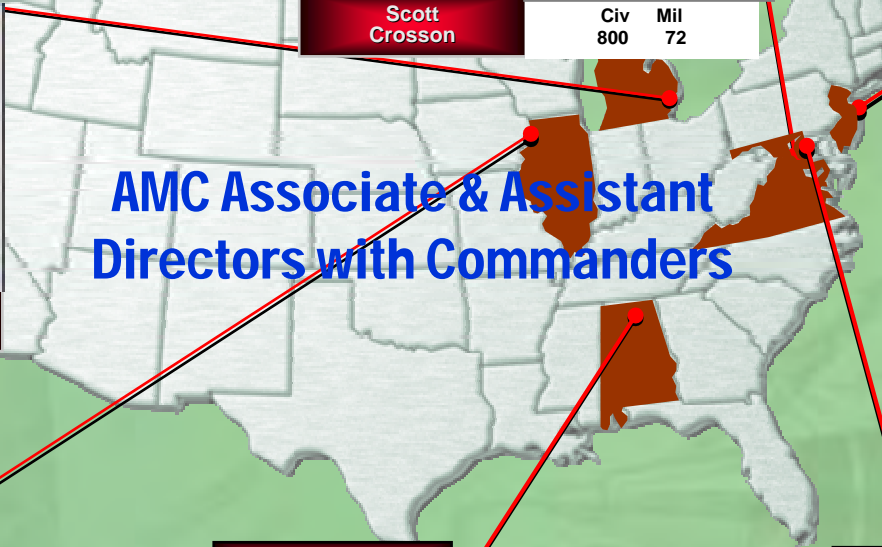 Scott
Crosson
Civ Mil
800 72
AMC Associate & Assistant
Directors with Commanders